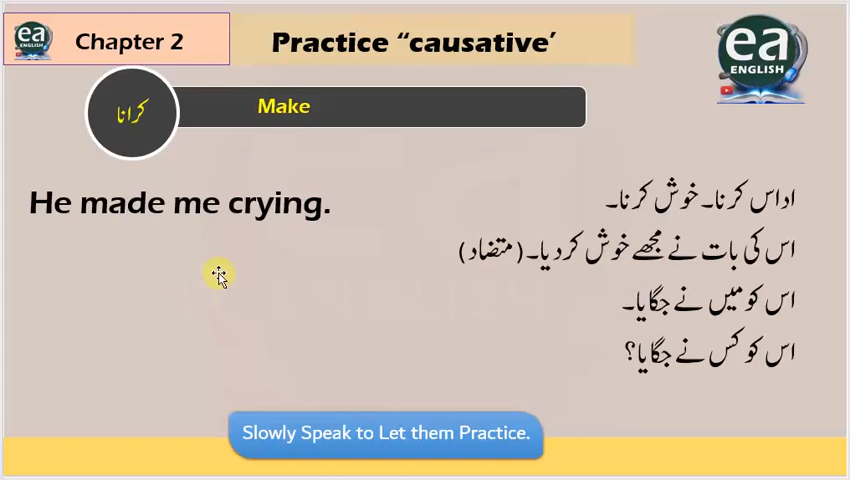 ea
ENGLISH
Chapter 2
Practice “causative’
ea
ENGLISH
کرانا
Make
He made me crying.
اداس کرنا۔ خوش کرنا۔
اس کی بات نے مجھے خوش کردیا۔ (متضاد)
اس کو میں نے جگایا۔
اس کو کس نے جگایا؟
Slowly Speak to Let them Practice.